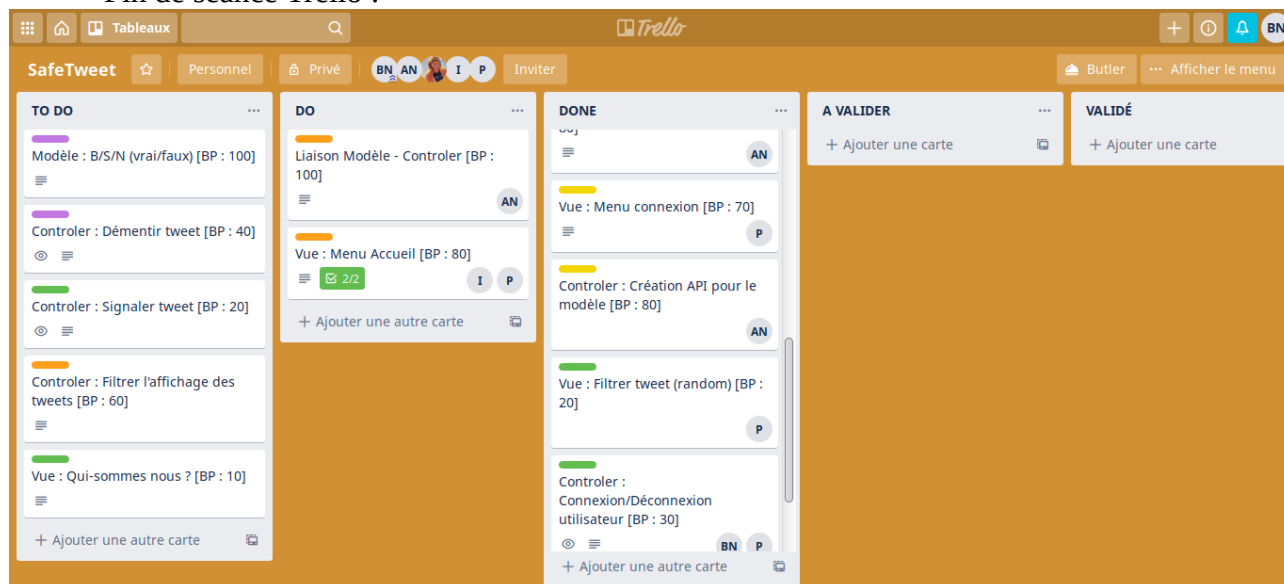 Fin de séance Trello :
Tableaux
Trello
BN
SafeTweet
Personnel
Privé
BN AN I P
Inviter
Butler
Afficher le menu
TO DO
Modèle : B/S/N (vrai/faux) [BP : 100]
Controler : Démentir tweet [BP : 40]
Controler : Signaler tweet [BP : 20]
Controler : Filtrer l'affichage des
tweets [BP : 60]
Vue : Qui-sommes nous ? [BP : 10]
+ Ajouter une autre carte
DO
Liaison Modèle - Controler [BP :
100]
AN
Vue : Menu Accueil [BP : 80]
2/2
I P
+ Ajouter une autre carte
DONE
80]
AN
Vue : Menu connexion [BP : 70]
P
Controler : Création API pour le
modèle [BP : 80]
AN
Vue : Filtrer tweet (random) [BP :
20]
P
Controler :
Connexion/Déconnexion
utilisateur [BP : 30]
BN P
+ Ajouter une autre carte
A VALIDER
+ Ajouter une carte
VALIDÉ
+ Ajouter une carte